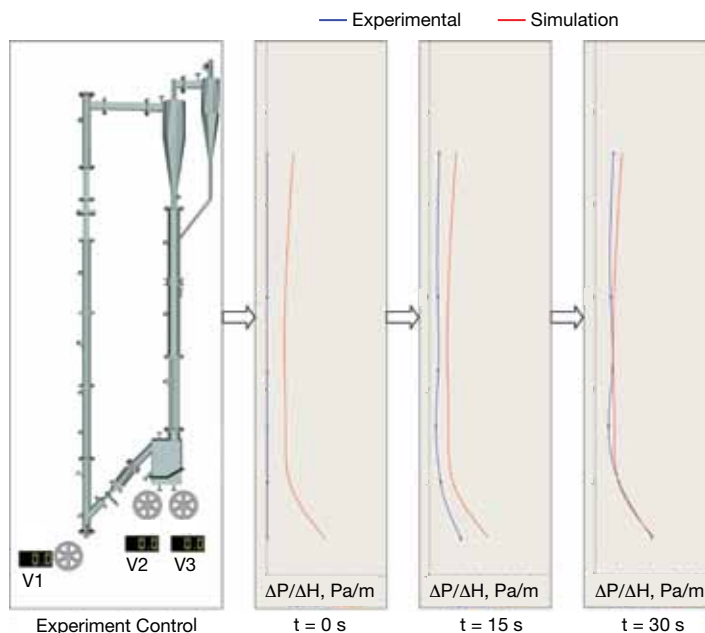 Experimental
Simulation
V1
V2
V3
ΔP/ΔH, Pa/m
ΔP/ΔH, Pa/m
ΔP/ΔH, Pa/m
Experiment Control
t = 0 s
t = 15 s
t = 30 s